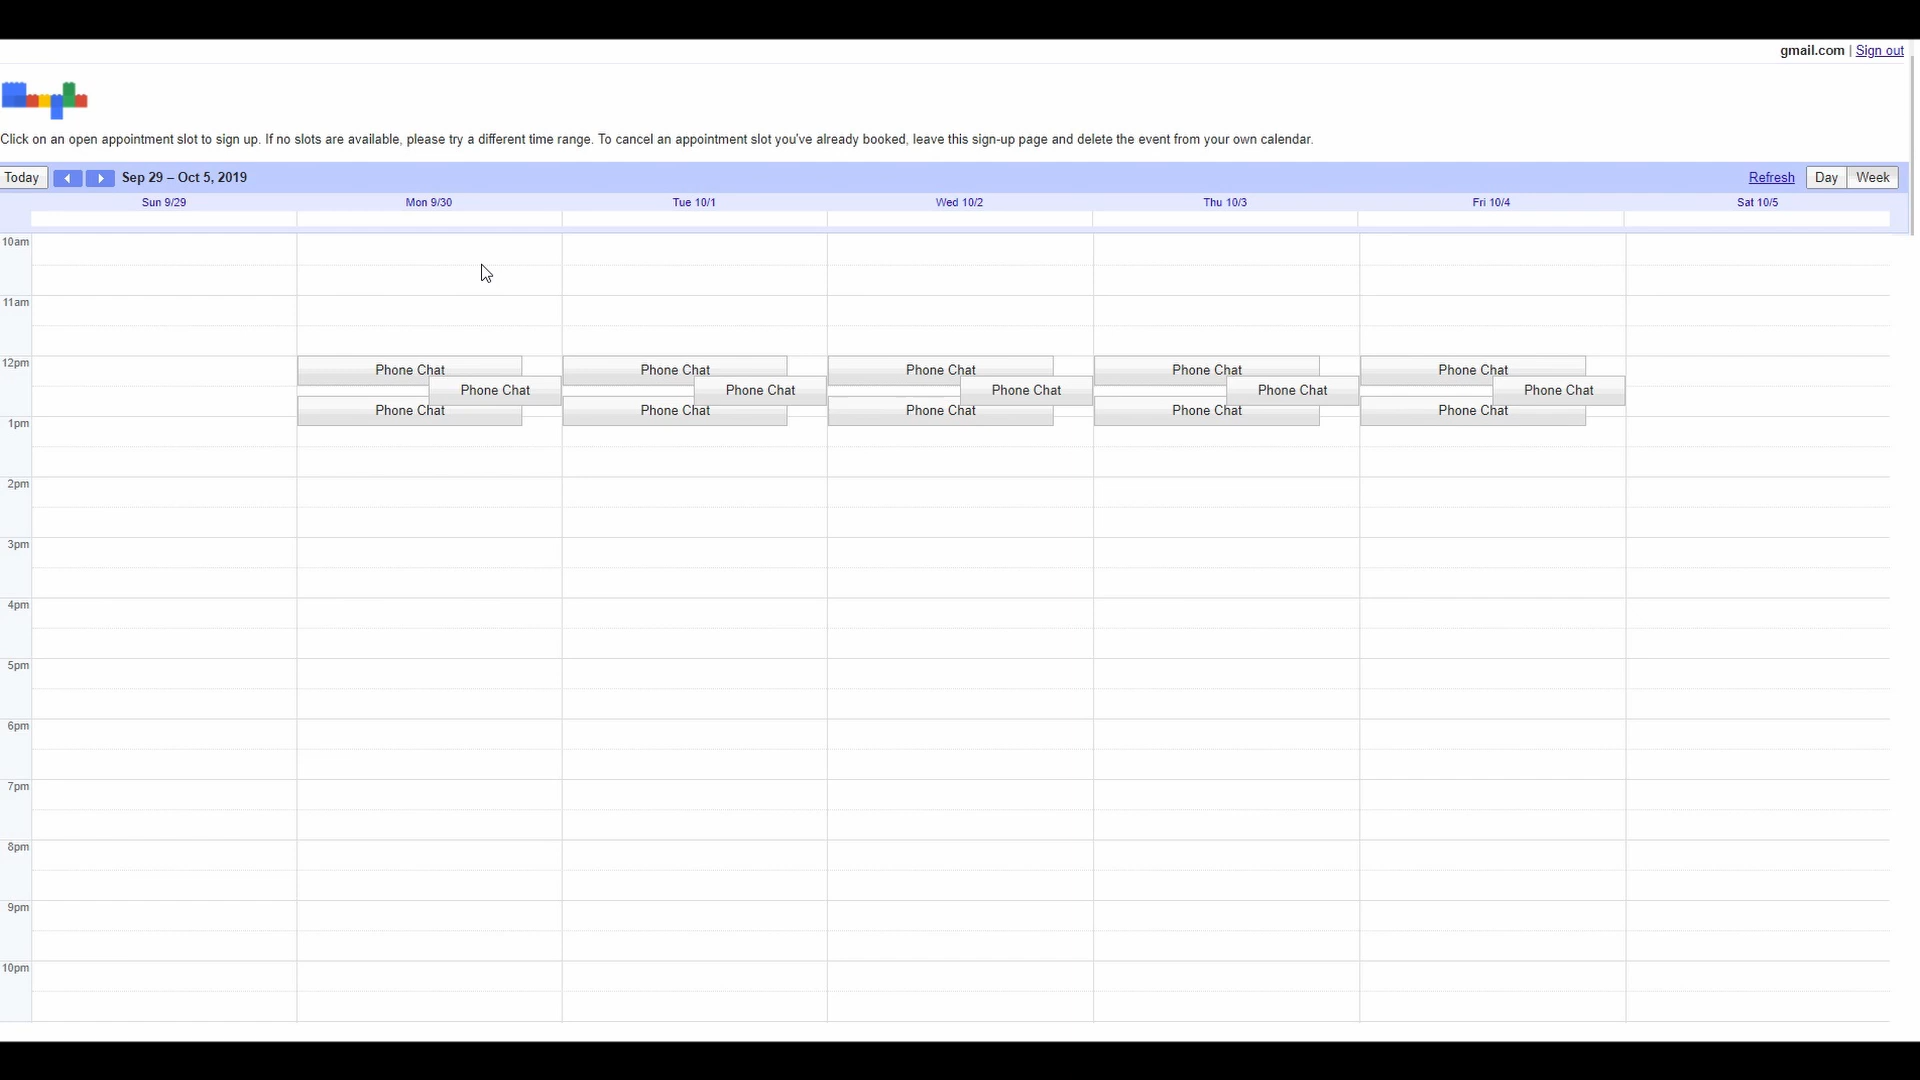 gmail.com | Sign out
Click on an open appointment slot to sign up. If no slots are available, please try a different time range. To cancel an appointment slot you've already booked, leave this sign-up page and delete the event from your own calendar.
Today Sep 29 – Oct 5, 2019 Refresh Day Week
Sun 9/29 Mon 9/30 Tue 10/1 Wed 10/2 Thu 10/3 Fri 10/4 Sat 10/5
10am
11am
12pm
Phone Chat Phone Chat Phone Chat Phone Chat Phone Chat
Phone Chat Phone Chat Phone Chat Phone Chat Phone Chat
Phone Chat Phone Chat Phone Chat Phone Chat Phone Chat
1pm
2pm
3pm
4pm
5pm
6pm
7pm
8pm
9pm
10pm